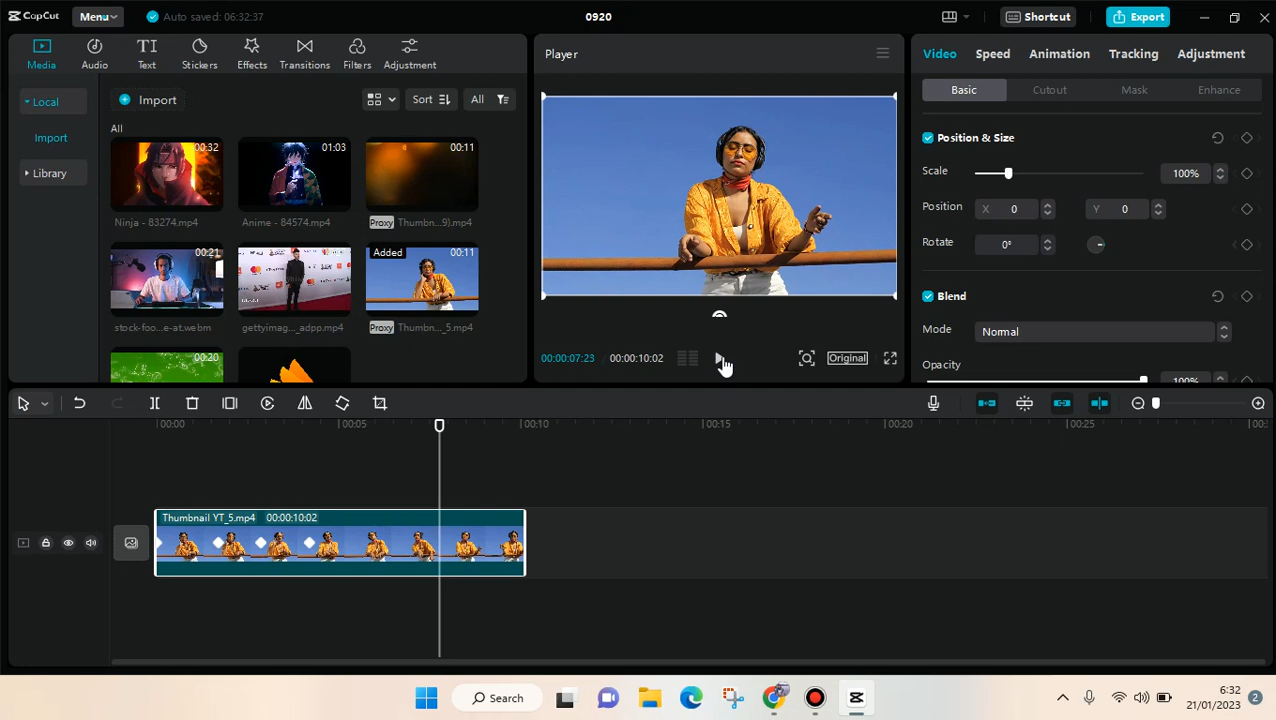 CapCut Menu Auto saved: 06:32:37 0920 Shortcut Export
Media Audio Text Stickers Effects Transitions Filters Adjustment
Player
Video Speed Animation Tracking Adjustment
Local
Import
Library
Import Sort All
All
00:32 01:03 00:11
Ninja - 83274.mp4 Anime - 84574.mp4 Proxy Thumbn...9).mp4
00:21 Added 00:11
stock-foo...e-at.webm gettyimag..._adpp.mp4 Proxy Thumbn..._5.mp4
00:20
00:00:07:23 00:00:10:02 Original
Basic Cutout Mask Enhance
Position & Size
Scale 100%
Position X 0 Y 0
Rotate 0°
Blend
Mode Normal
Opacity 100%
00:00 00:05 00:10 00:15 00:20 00:25
Thumbnail YT_5.mp4 00:00:10:02
Search
6:32
21/01/2023 2